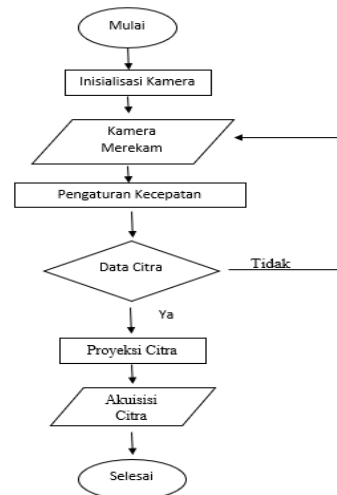 Mulai
Inisialisasi Kamera
Kamera
Merekam
Pengaturan Kecepatan
Data Citra
Tidak
Ya
Proyeksi Citra
Akuisisi
Citra
Selesai